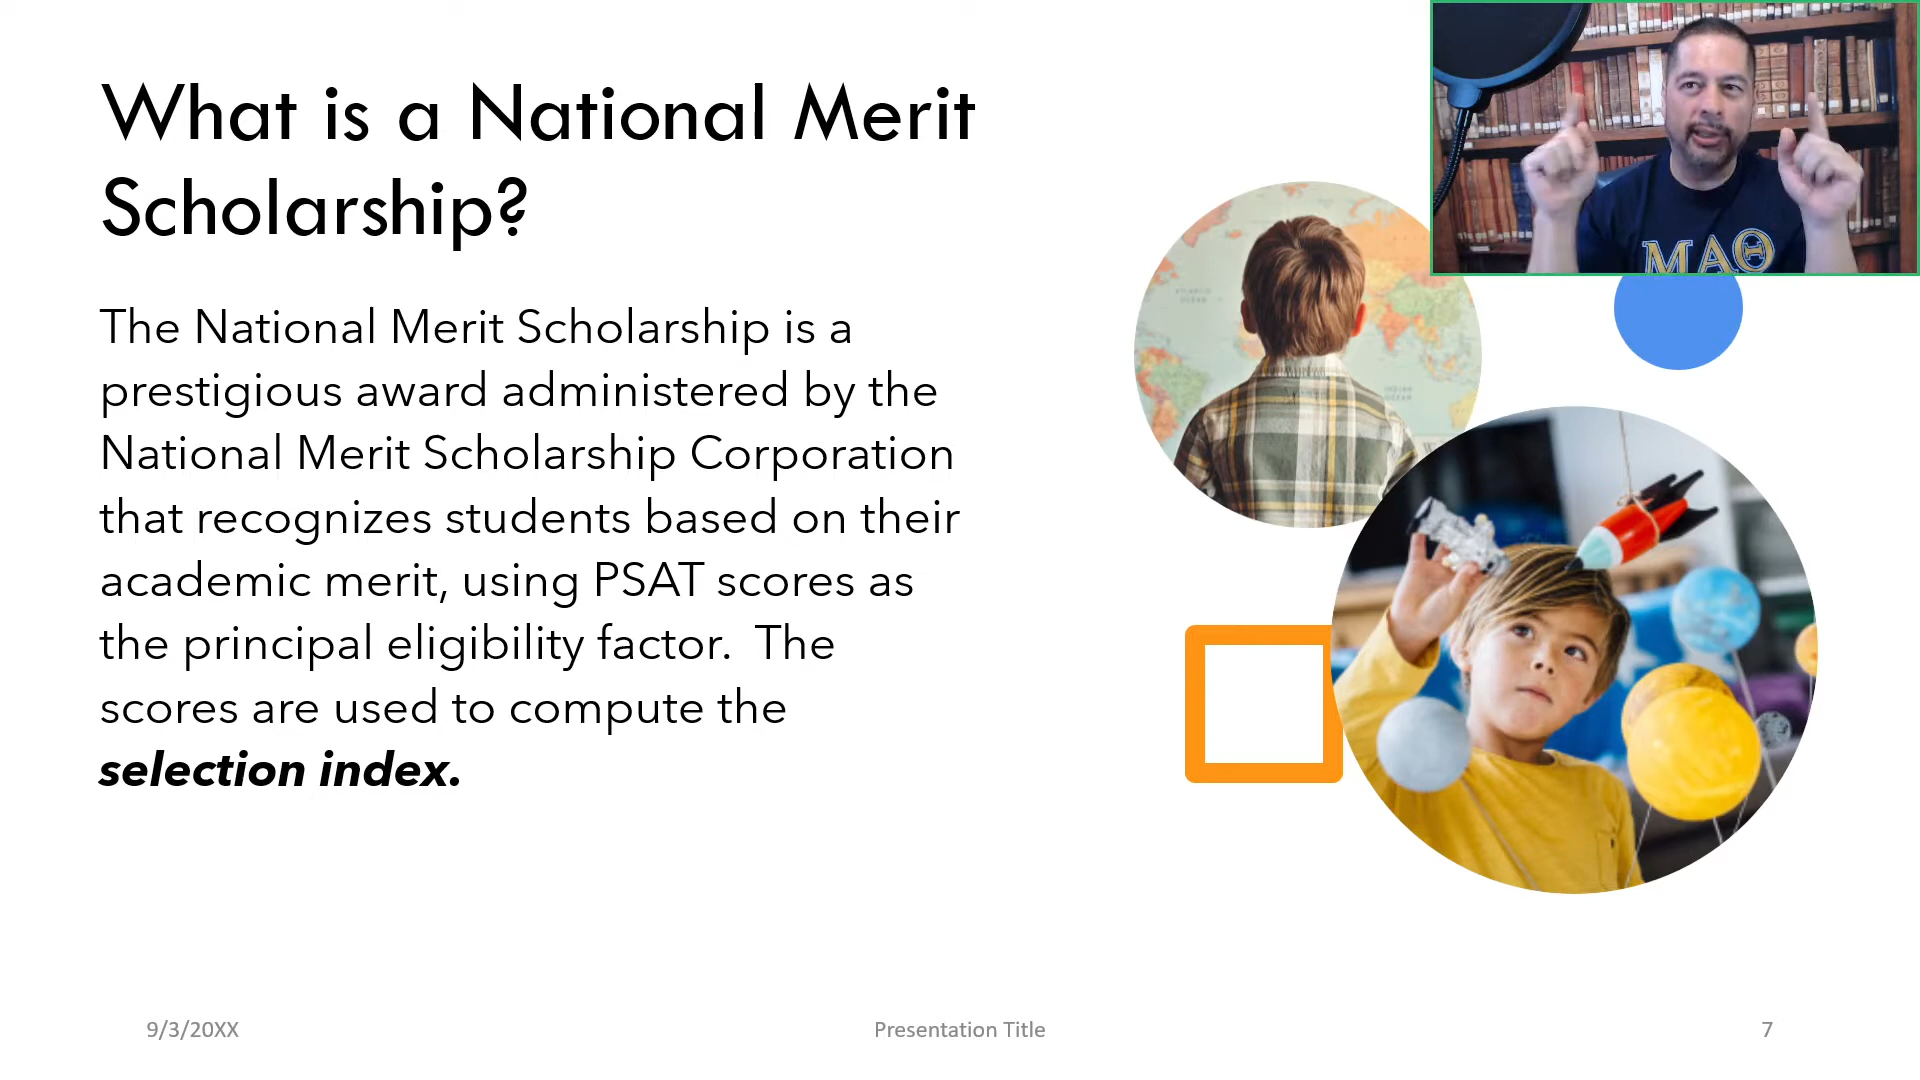 What is a National Merit
Scholarship?
ΜΑΘ
The National Merit Scholarship is a
prestigious award administered by the
National Merit Scholarship Corporation
that recognizes students based on their
academic merit, using PSAT scores as
the principal eligibility factor.  The
scores are used to compute the
selection index.
9/3/20XX
Presentation Title
7